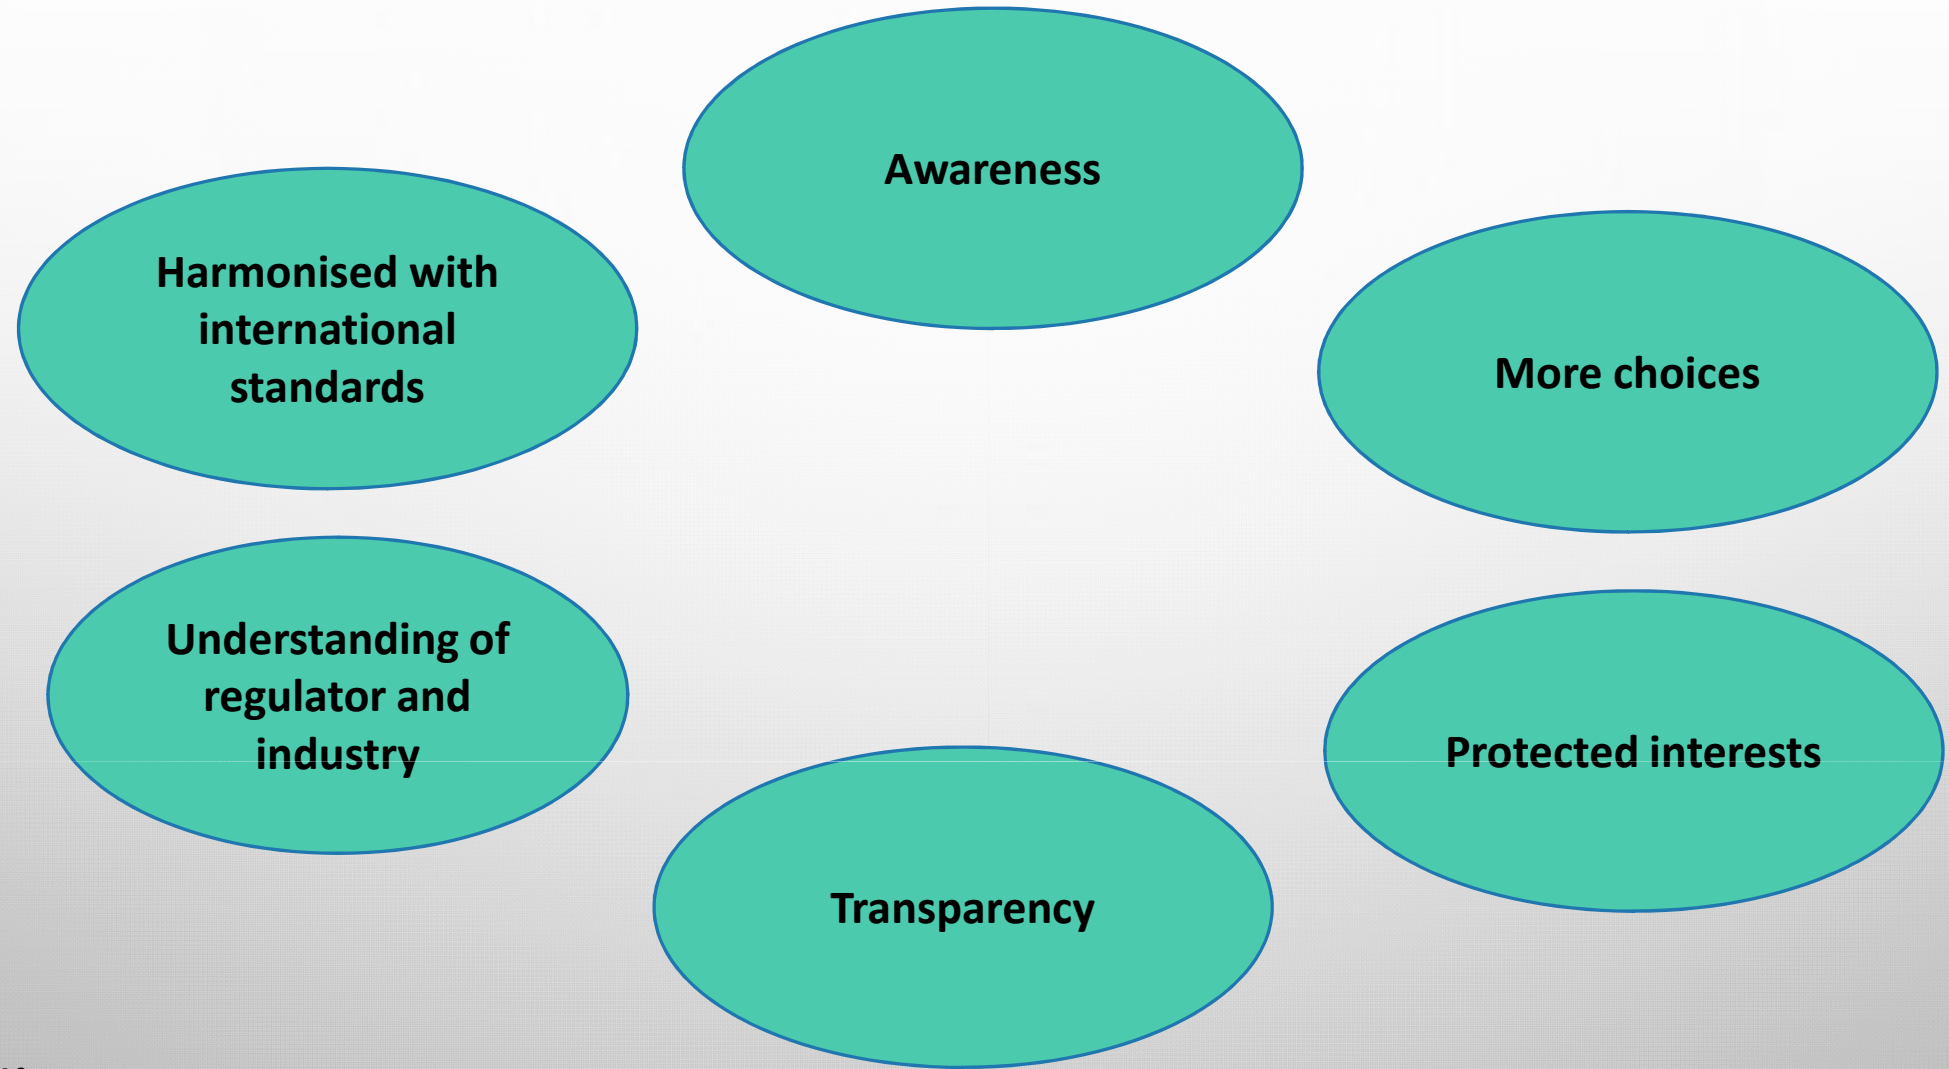 Awareness
Harmonised with
international
standards
More choices
Understanding of
regulator and
industry
Protected interests
Transparency